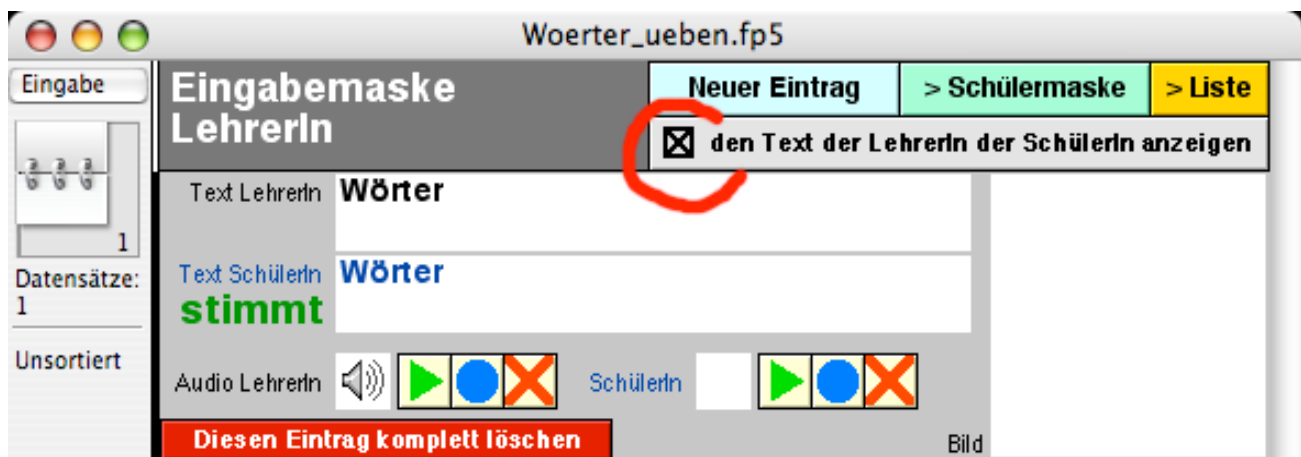 Woerter_ueben.fp5
Eingabe
1
Datensätze:
1
Unsortiert
Eingabemaske
LehrerIn
Neuer Eintrag
> Schülermaske
> Liste
den Text der LehrerIn der SchülerIn anzeigen
Text LehrerIn Wörter
Text SchülerIn Wörter
stimmt
Audio LehrerIn
SchülerIn
Diesen Eintrag komplett löschen
Bild